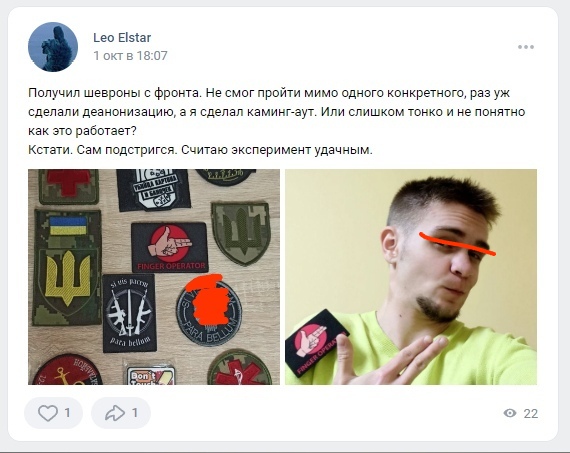 Leo Elstar
1 окт в 18:07
Получил шевроны с фронта. Не смог пройти мимо одного конкретного, раз уж
сделали деанонизацию, а я сделал каминг-аут. Или слишком тонко и не понятно
как это работает?
Кстати. Сам подстригся. Считаю эксперимент удачным.
FINGER OPERATOR
si vis pacem
para bellum
PARA BELLUM
Don't
FINGER
1
1
22